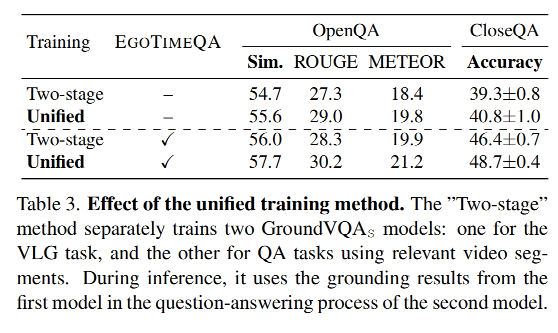 Training EGOTIMEQA OpenQA CloseQA
Sim. ROUGE METEOR Accuracy
Two-stage – 54.7 27.3 18.4 39.3±0.8
Unified – 55.6 29.0 19.8 40.8±1.0
Two-stage ✓ 56.0 28.3 19.9 46.4±0.7
Unified ✓ 57.7 30.2 21.2 48.7±0.4
Table 3. Effect of the unified training method. The ”Two-stage”
method separately trains two GroundVQAS models: one for the
VLG task, and the other for QA tasks using relevant video seg-
ments. During inference, it uses the grounding results from the
first model in the question-answering process of the second model.